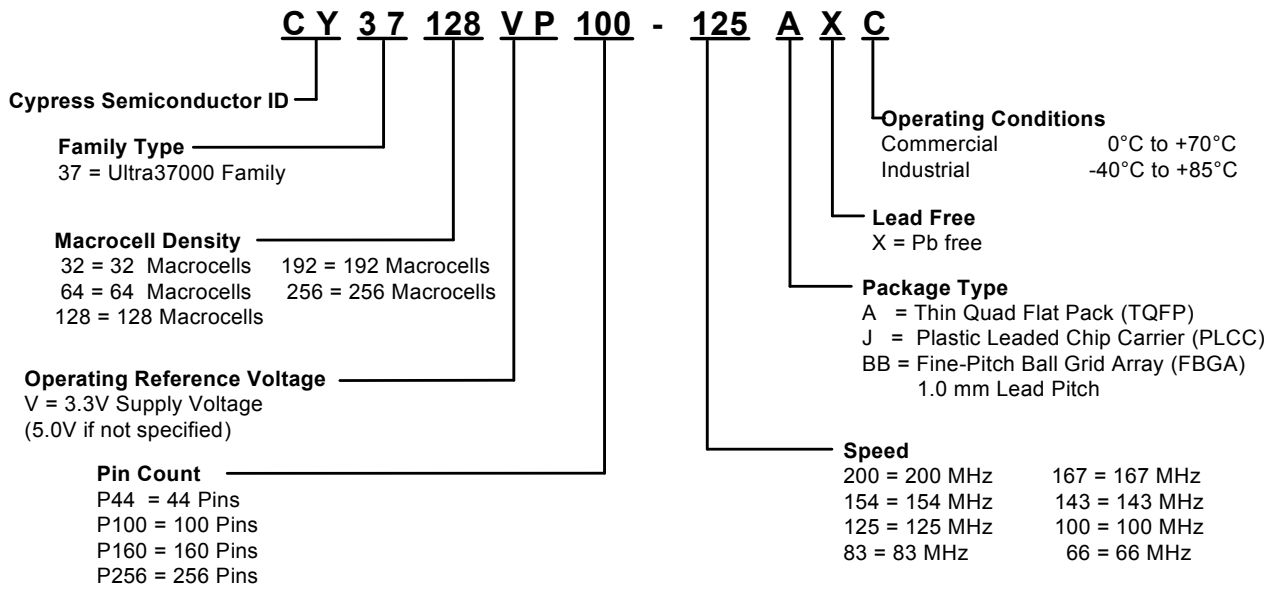 CY 37 128 VP 100 - 125 A X C
Cypress Semiconductor ID
Family Type
37 = Ultra37000 Family
Macrocell Density
32 = 32 Macrocells 192 = 192 Macrocells
64 = 64 Macrocells 256 = 256 Macrocells
128 = 128 Macrocells
Operating Reference Voltage
V = 3.3V Supply Voltage
(5.0V if not specified)
Pin Count
P44 = 44 Pins
P100 = 100 Pins
P160 = 160 Pins
P256 = 256 Pins
Operating Conditions
Commercial 0°C to +70°C
Industrial -40°C to +85°C
Lead Free
X = Pb free
Package Type
A = Thin Quad Flat Pack (TQFP)
J = Plastic Leaded Chip Carrier (PLCC)
BB = Fine-Pitch Ball Grid Array (FBGA)
1.0 mm Lead Pitch
Speed
200 = 200 MHz 167 = 167 MHz
154 = 154 MHz 143 = 143 MHz
125 = 125 MHz 100 = 100 MHz
83 = 83 MHz 66 = 66 MHz